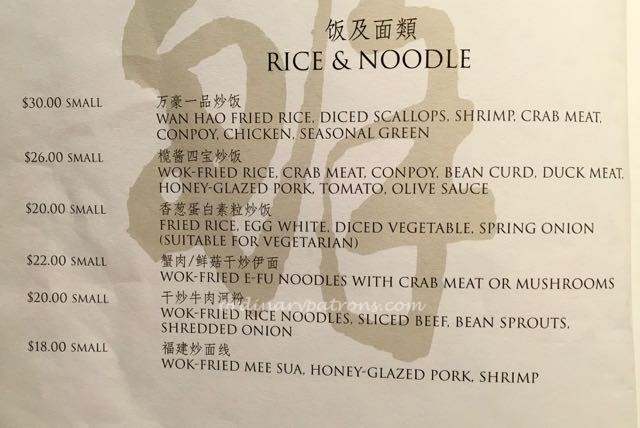 饭及面類
RICE & NOODLE
$30.00 SMALL 万豪一品炒饭
WAN HAO FRIED RICE, DICED SCALLOPS, SHRIMP, CRAB MEAT,
CONPOY, CHICKEN, SEASONAL GREEN
$26.00 SMALL 榄酱四宝炒饭
WOK-FRIED RICE, CRAB MEAT, CONPOY, BEAN CURD, DUCK MEAT,
HONEY-GLAZED PORK, TOMATO, OLIVE SAUCE
$20.00 SMALL 香葱蛋白素粒炒饭
FRIED RICE, EGG WHITE, DICED VEGETABLE, SPRING ONION
(SUITABLE FOR VEGETARIAN)
$22.00 SMALL 蟹肉/鲜菇干炒伊面
WOK-FRIED E-FU NOODLES WITH CRAB MEAT OR MUSHROOMS
ordinarypatrons.com
$20.00 SMALL 干炒牛肉河粉
WOK-FRIED RICE NOODLES, SLICED BEEF, BEAN SPROUTS,
SHREDDED ONION
$18.00 SMALL 福建炒面线
WOK-FRIED MEE SUA, HONEY-GLAZED PORK, SHRIMP